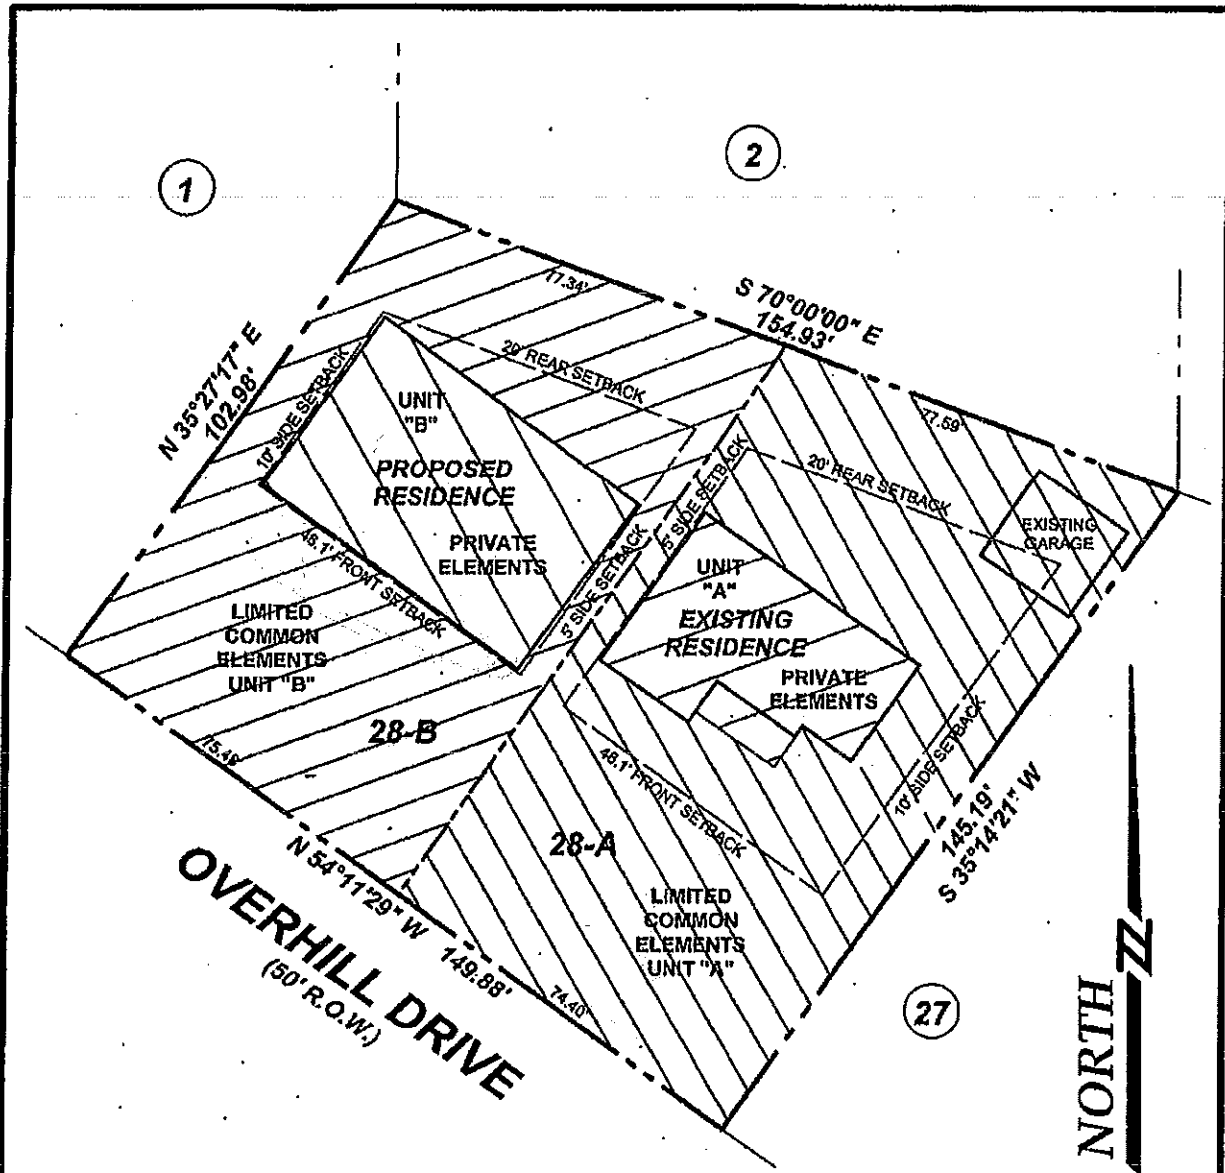 1
2
S 70°00'00" E
154.93'
77.34'
N 35°27'17" E
102.98'
10' SIDE SETBACK
20' REAR SETBACK
UNIT
"B"
PROPOSED
RESIDENCE
PRIVATE
ELEMENTS
48.1' FRONT SETBACK
5' SIDE SETBACK
LIMITED
COMMON
ELEMENTS
UNIT "B"
28-B
75.48'
77.59'
20' REAR SETBACK
5' SIDE SETBACK
EXISTING
GARAGE
UNIT
"A"
EXISTING
RESIDENCE
PRIVATE
ELEMENTS
48.1' FRONT SETBACK
10' SIDE SETBACK
145.19'
S 35°14'21" W
28-A
LIMITED
COMMON
ELEMENTS
UNIT "A"
N 54°11'29" W 149.88'
74.40'
OVERHILL DRIVE
(50' R.O.W.)
27
NORTH